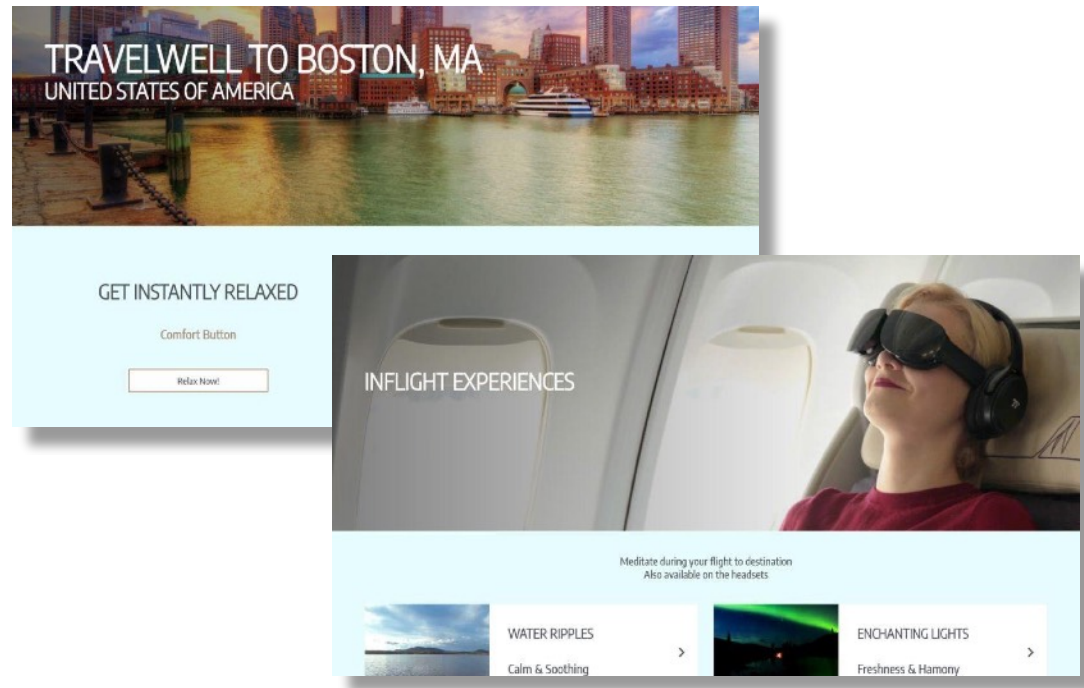 TRAVELWELL TO BOSTON, MA
UNITED STATES OF AMERICA
GET INSTANTLY RELAXED
Comfort Button
Relax Now!
INFLIGHT EXPERIENCES
Meditate during your flight to destination
Also available on the headsets
WATER RIPPLES
Calm & Soothing
ENCHANTING LIGHTS
Freshness & Hamony